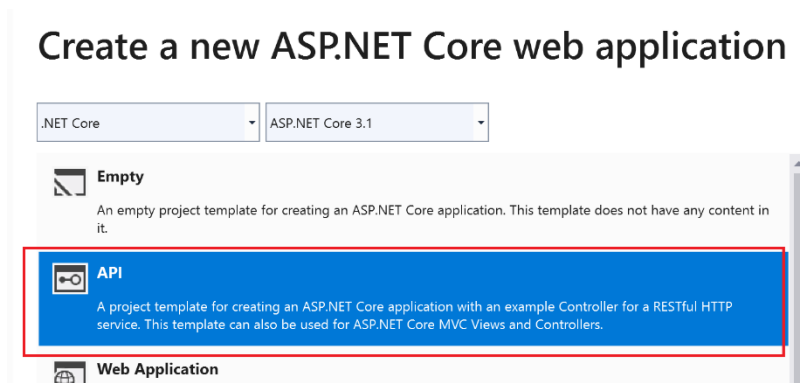 Create a new ASP.NET Core web application
.NET Core
ASP.NET Core 3.1
Empty
An empty project template for creating an ASP.NET Core application. This template does not have any content in
it.
API
A project template for creating an ASP.NET Core application with an example Controller for a RESTful HTTP
service. This template can also be used for ASP.NET Core MVC Views and Controllers.
Web Application